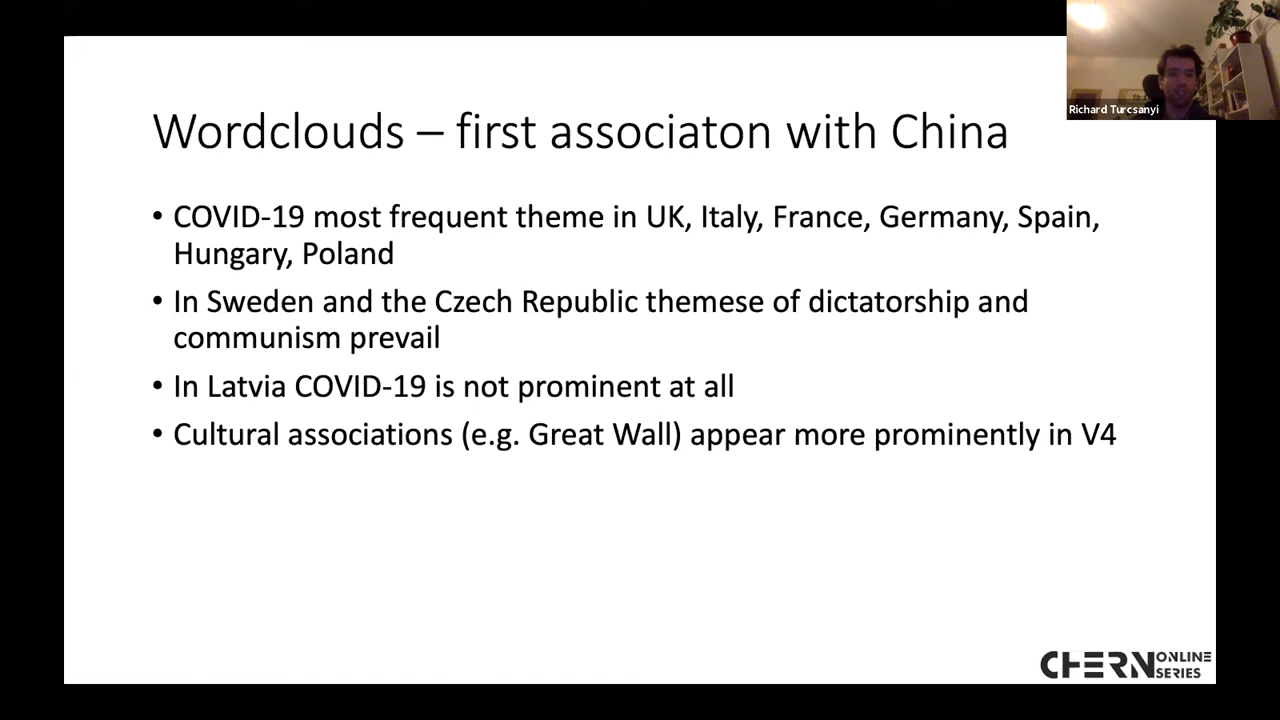 Richard Turcsanyi
Wordclouds – first associaton with China
• COVID-19 most frequent theme in UK, Italy, France, Germany, Spain,
Hungary, Poland
• In Sweden and the Czech Republic themese of dictatorship and
communism prevail
• In Latvia COVID-19 is not prominent at all
• Cultural associations (e.g. Great Wall) appear more prominently in V4
CHERN ONLINE
SERIES